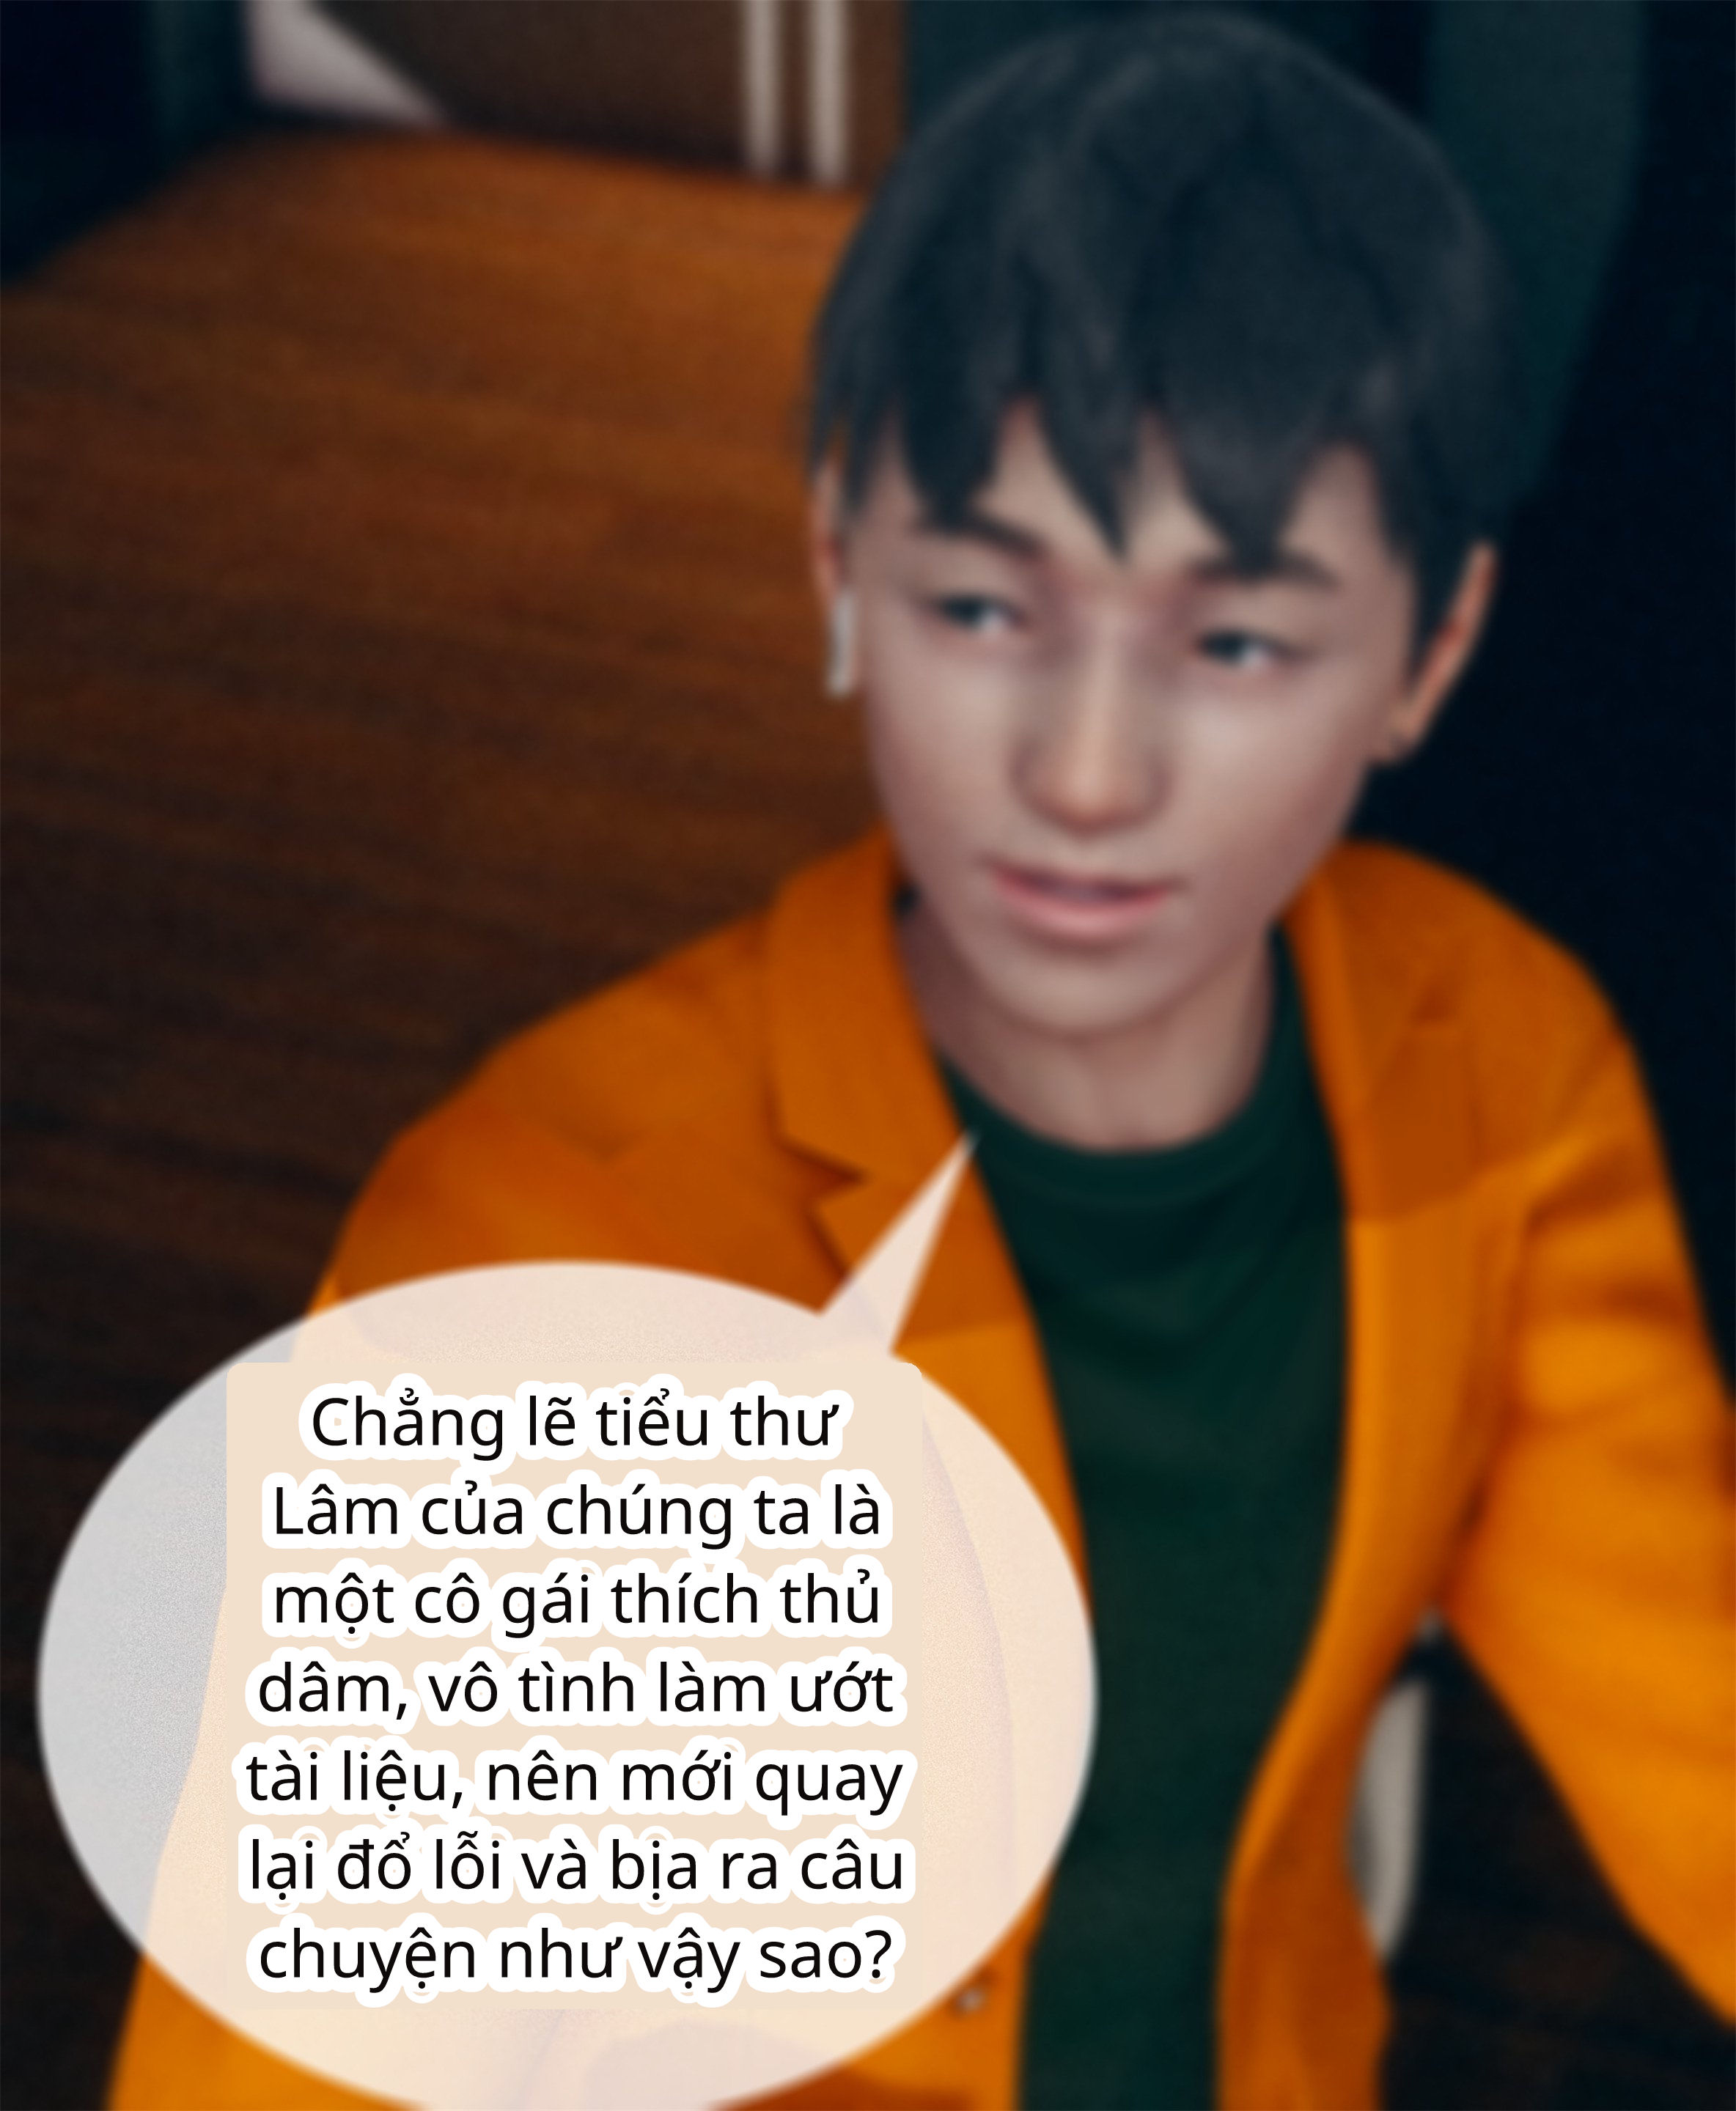 Chẳng lẽ tiểu thư
Lâm của chúng ta là
một cô gái thích thủ
dâm, vô tình làm ướt
tài liệu, nên mới quay
lại đổ lỗi và bịa ra câu
chuyện như vậy sao?